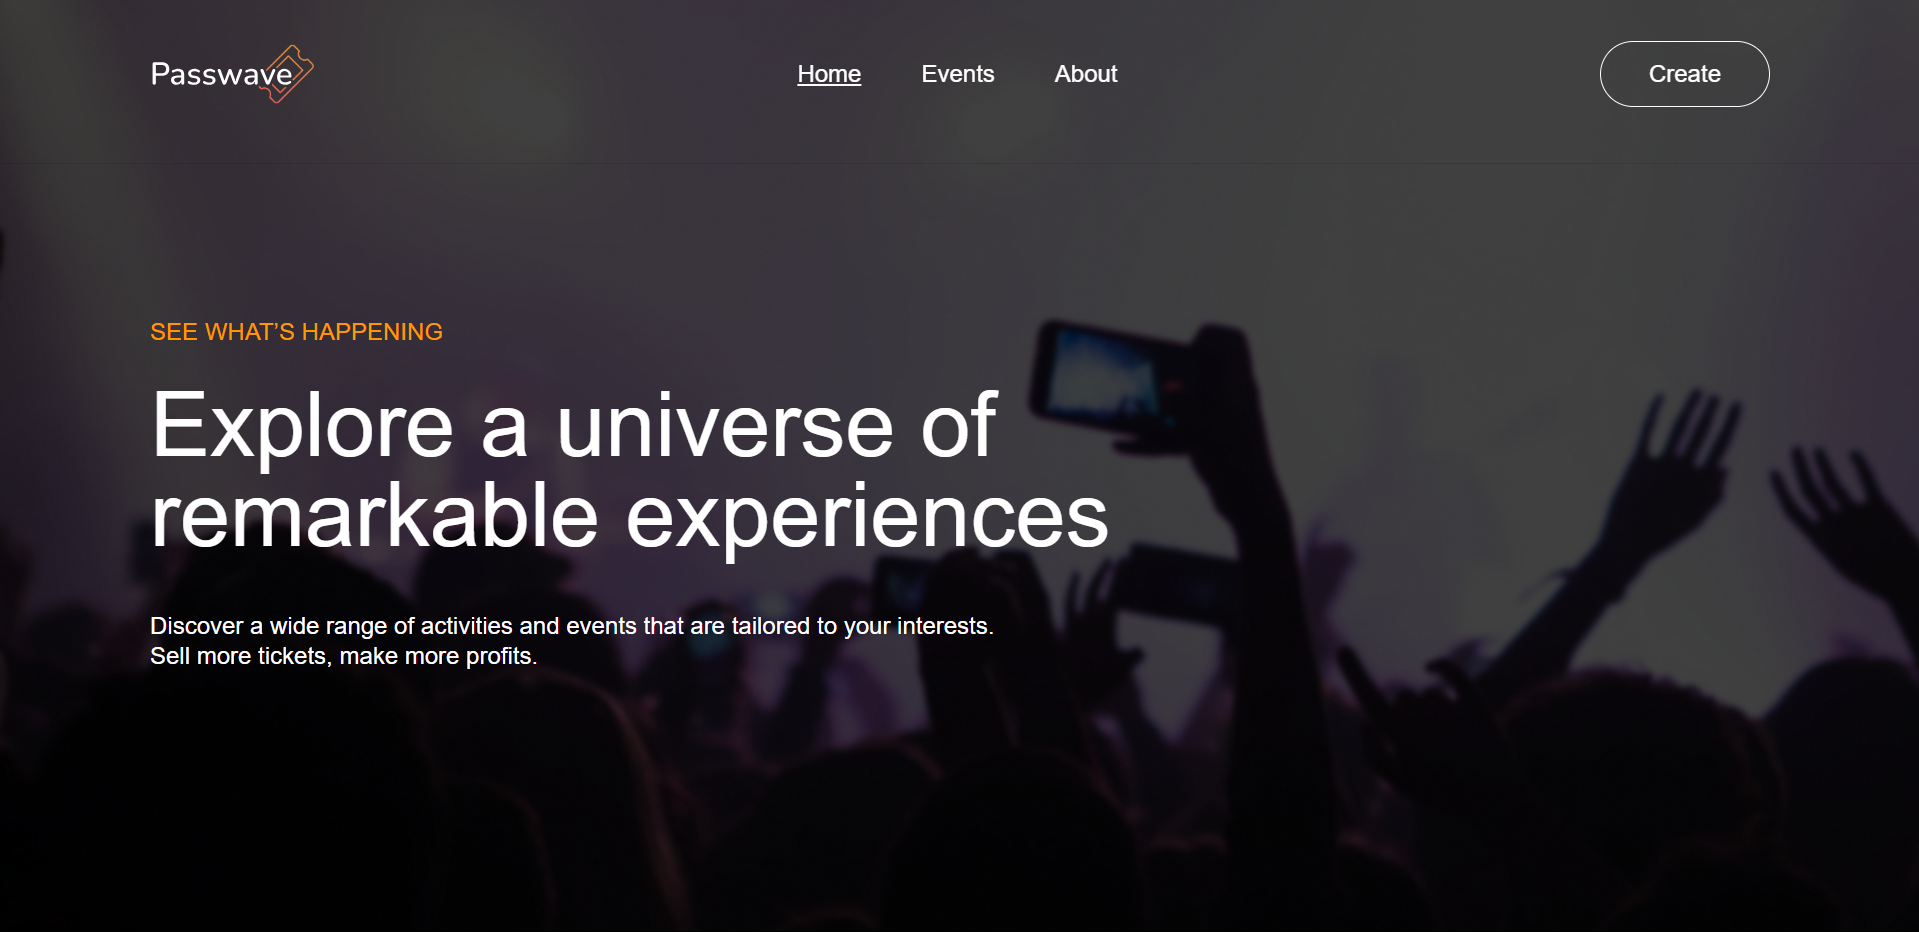 Passwave
Home
Events
About
Create
SEE WHAT’S HAPPENING
Explore a universe of
remarkable experiences
Discover a wide range of activities and events that are tailored to your interests.
Sell more tickets, make more profits.